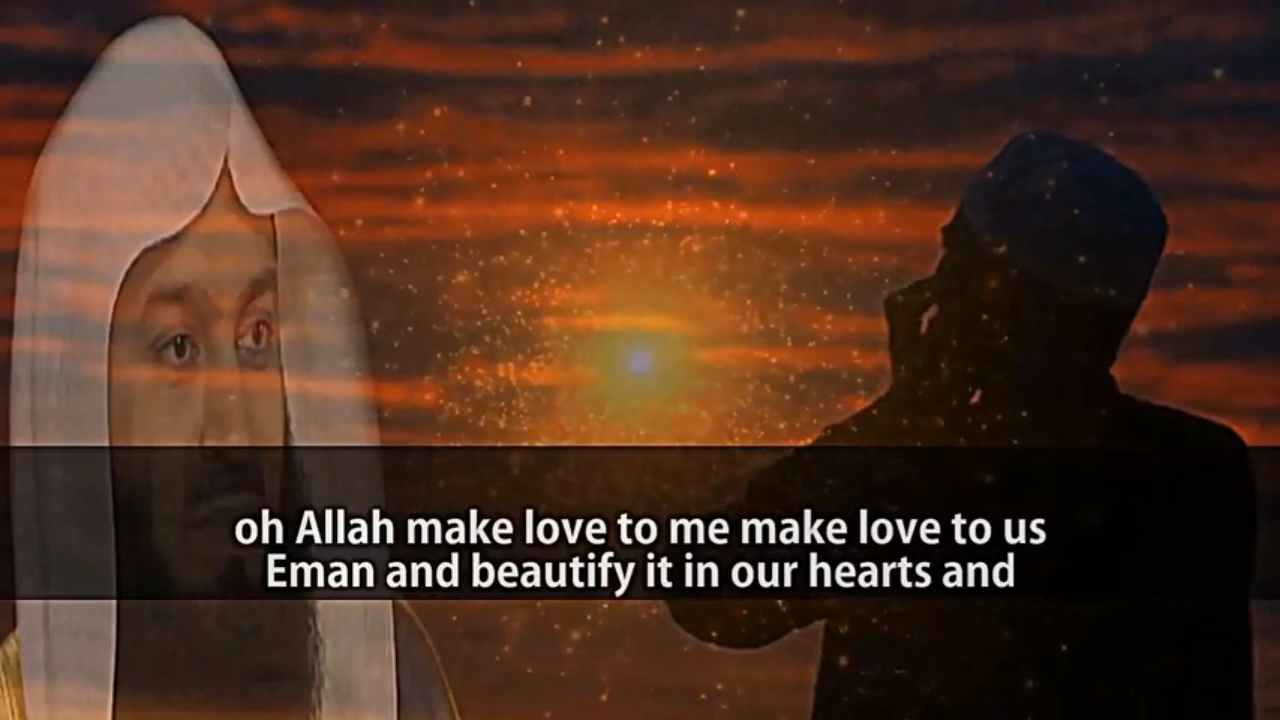 oh Allah make love to me make love to us
Eman and beautify it in our hearts and